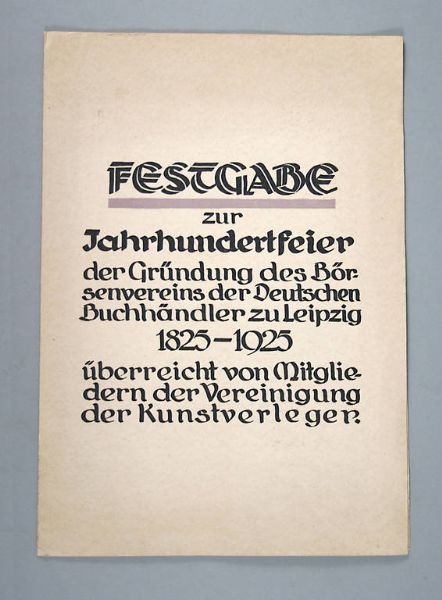 FESTGABE
zur
Jahrhundertfeier
der Gründung des Bör-
senvereins der Deutschen
Buchhändler zu Leipzig
1825–1925
überreicht von Mitglie-
dern der Vereinigung
der Kunstverleger.